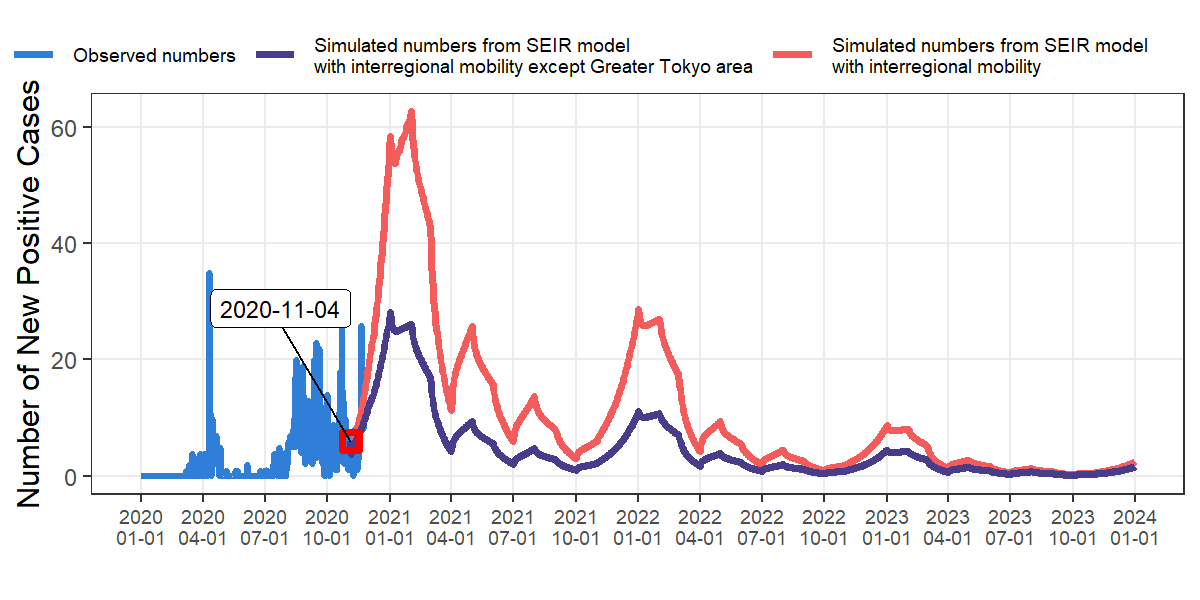 Observed numbers
Simulated numbers from SEIR model
with interregional mobility except Greater Tokyo area
Simulated numbers from SEIR model
with interregional mobility
Number of New Positive Cases
60
40
20
0
2020-11-04
2020 2020 2020 2020 2021 2021 2021 2021 2022 2022 2022 2022 2023 2023 2023 2023 2024
01-01 04-01 07-01 10-01 01-01 04-01 07-01 10-01 01-01 04-01 07-01 10-01 01-01 04-01 07-01 10-01 01-01